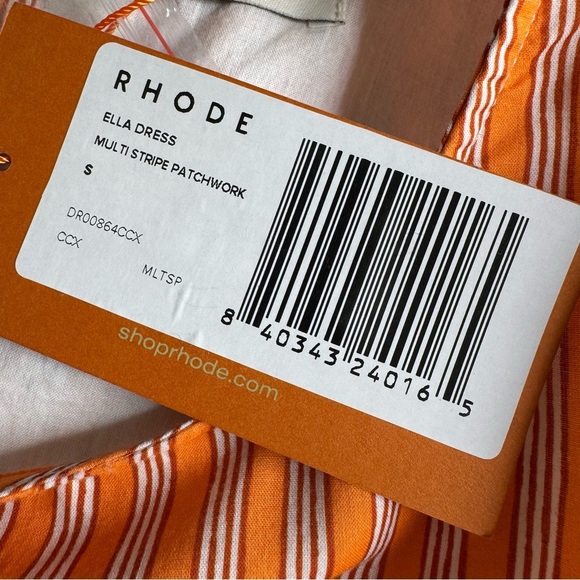 RHODE
ELLA DRESS
MULTI STRIPE PATCHWORK
S
DR00864CCX
CCX MLTSP
8 40343 24016 5
shoprhode.com